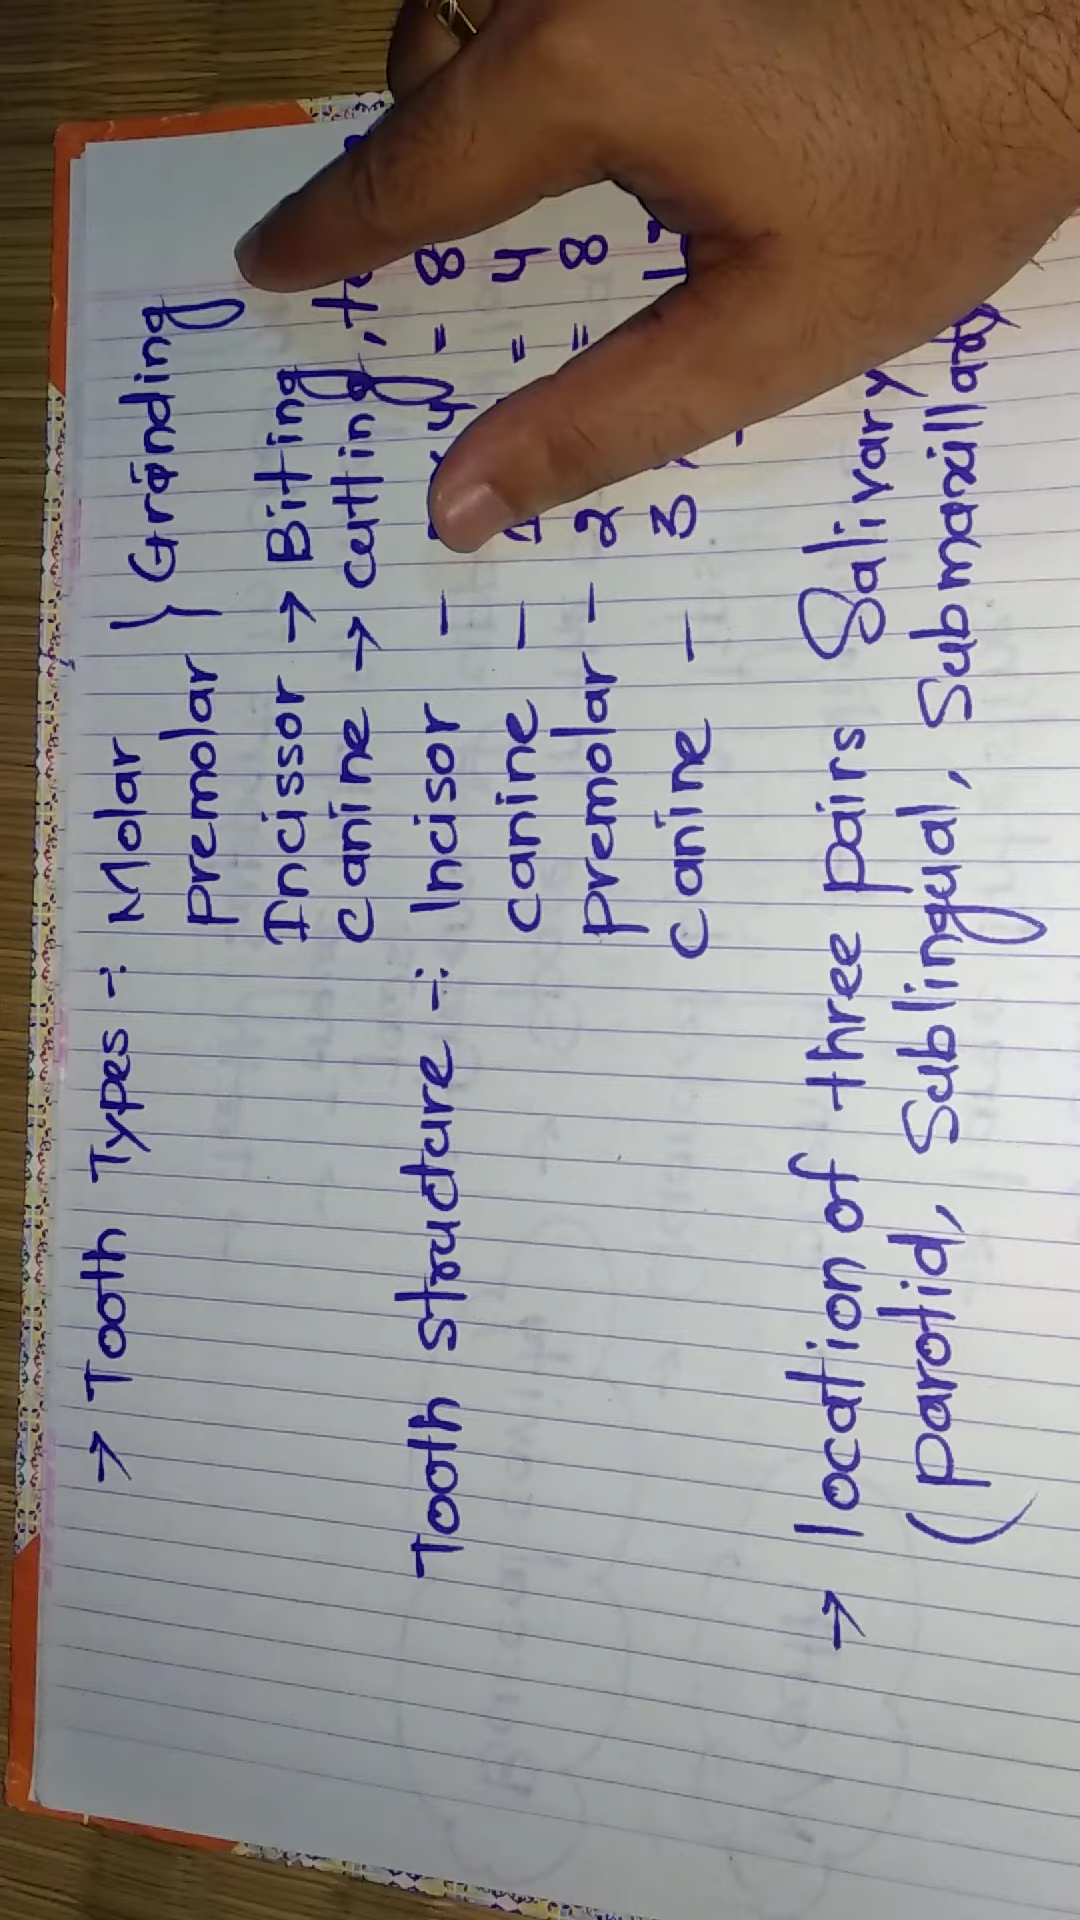 → Tooth Types :- Molar } Grinding
Premolar
Incissor → Biting
Canine → cutting,
Tooth structure :- Incisor - = 8
Canine - = 4
Premolar - 2 = 8
Canine - 3
→ location of three pairs Salivary
(parotid, Sublingual, Submaxillary